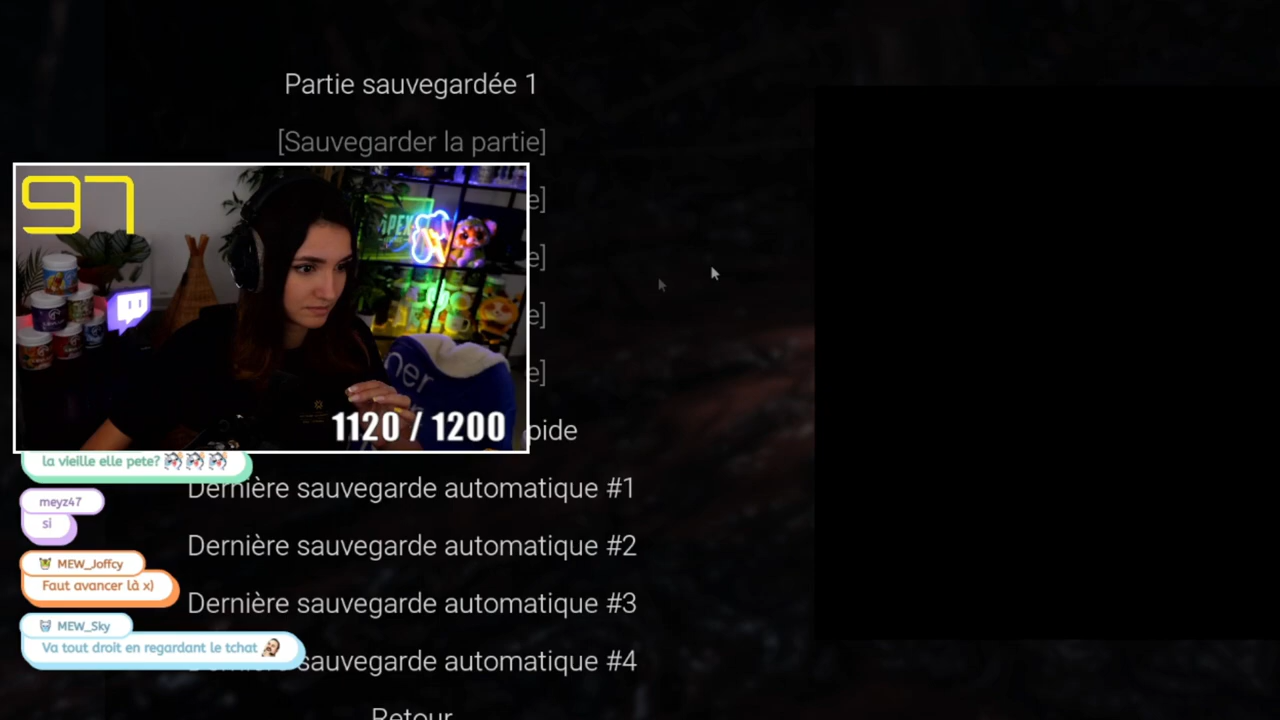 Partie sauvegardée 1
[Sauvegarder la partie]
e]
e]
e]
e]
pide
97
APEX
ner
1120 / 1200
la vieille elle pete?
Dernière sauvegarde automatique #1
meyz47
si
Dernière sauvegarde automatique #2
MEW_Joffcy
Faut avancer là x)
Dernière sauvegarde automatique #3
MEW_Sky
Va tout droit en regardant le tchat
sauvegarde automatique #4
Retour